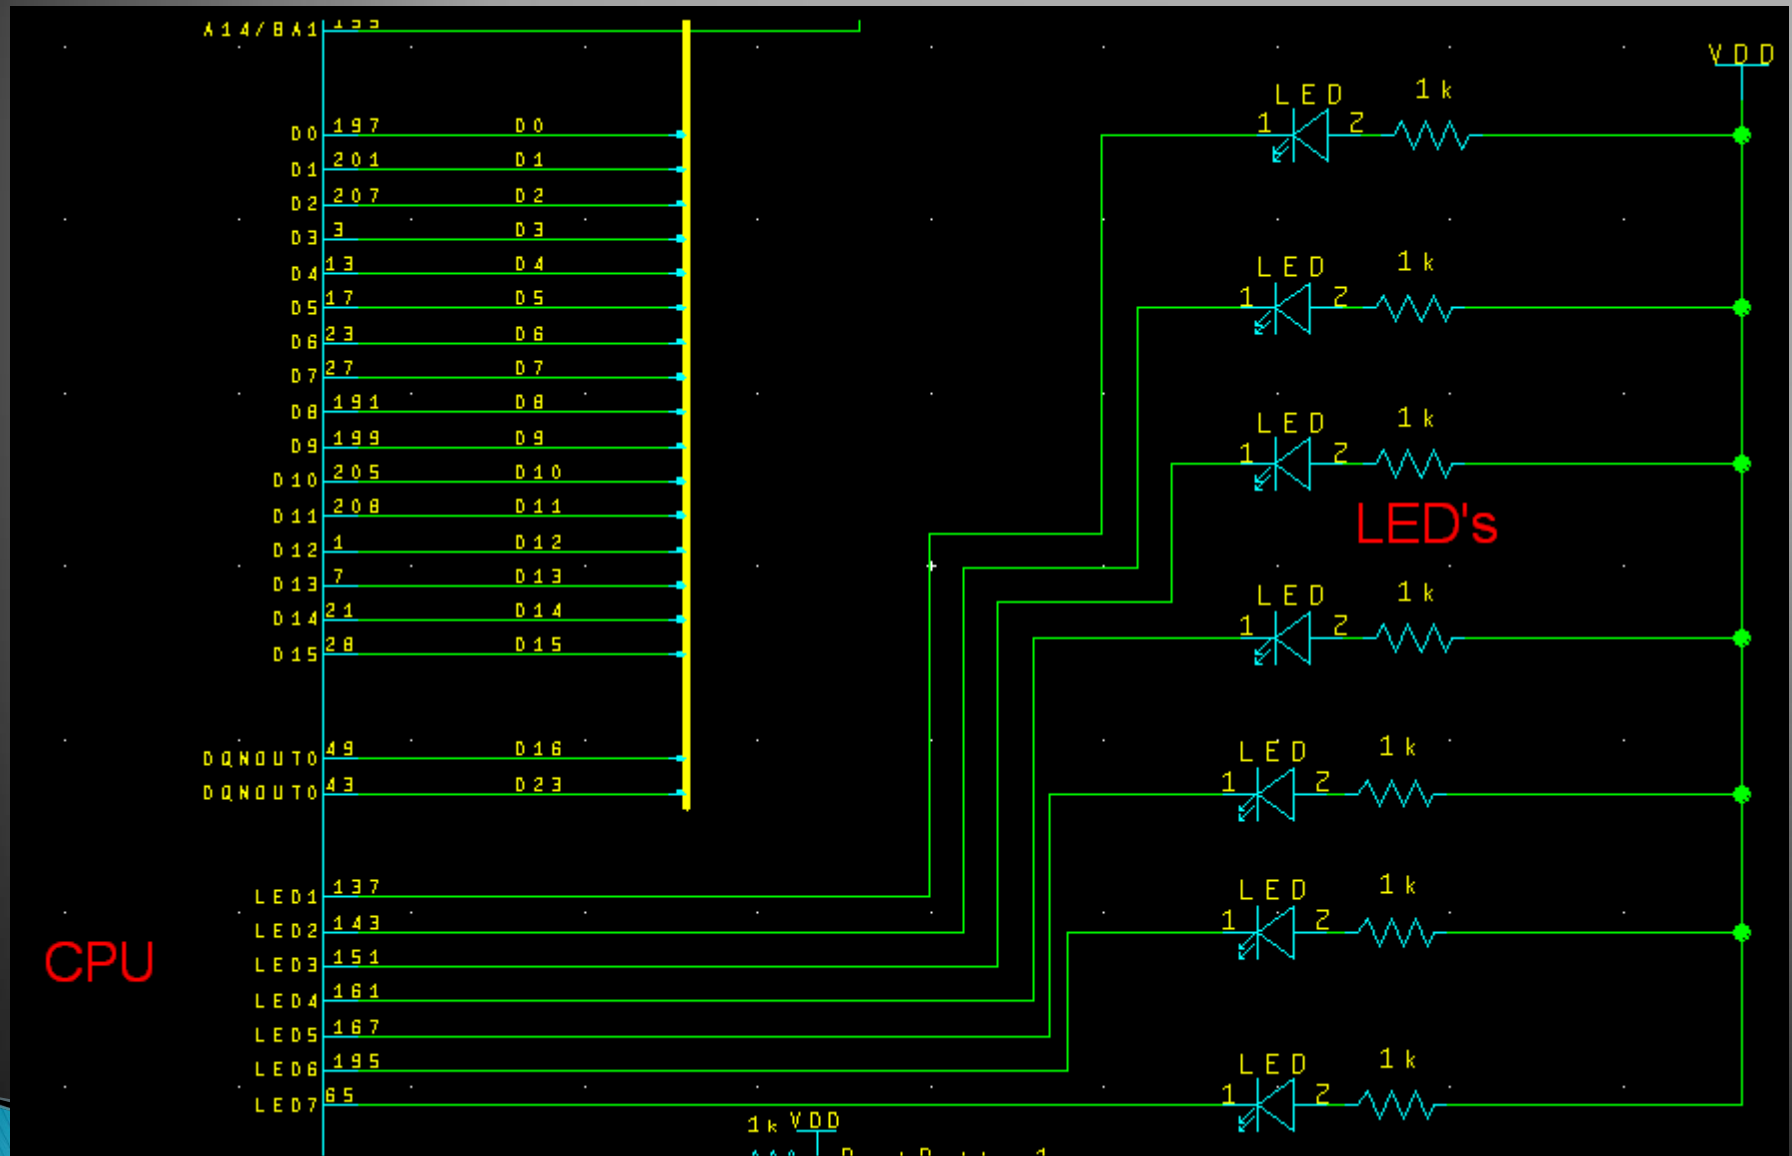 A14/BA1 195
VDD
LED 1k
1 2
D0 197 D0
D1 201 D1
D2 207 D2
D3 3 D3
LED 1k
1 2
D4 13 D4
D5 17 D5
D6 23 D6
D7 27 D7
D8 191 D8
LED 1k
1 2
D9 199 D9
D10 205 D10
D11 208 D11
LED's
D12 1 D12
D13 7 D13
LED 1k
1 2
D14 21 D14
D15 28 D15
DQNOUT0 49 D16
LED 1k
1 2
DQNOUT0 43 D23
LED1 137
LED 1k
1 2
LED2 143
CPU
LED3 151
LED4 161
LED5 167
LED6 195
LED 1k
1 2
LED7 65
1k VDD